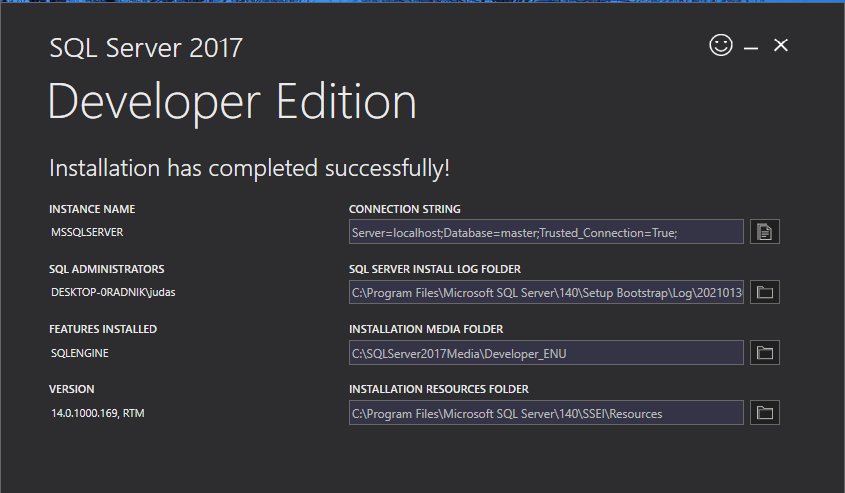 SQL Server 2017
Developer Edition
Installation has completed successfully!
INSTANCE NAME
MSSQLSERVER
CONNECTION STRING
Server=localhost;Database=master;Trusted_Connection=True;
SQL ADMINISTRATORS
DESKTOP-0RADNIK\judas
SQL SERVER INSTALL LOG FOLDER
C:\Program Files\Microsoft SQL Server\140\Setup Bootstrap\Log\2021013
FEATURES INSTALLED
SQLENGINE
INSTALLATION MEDIA FOLDER
C:\SQLServer2017Media\Developer_ENU
VERSION
14.0.1000.169, RTM
INSTALLATION RESOURCES FOLDER
C:\Program Files\Microsoft SQL Server\140\SSEI\Resources